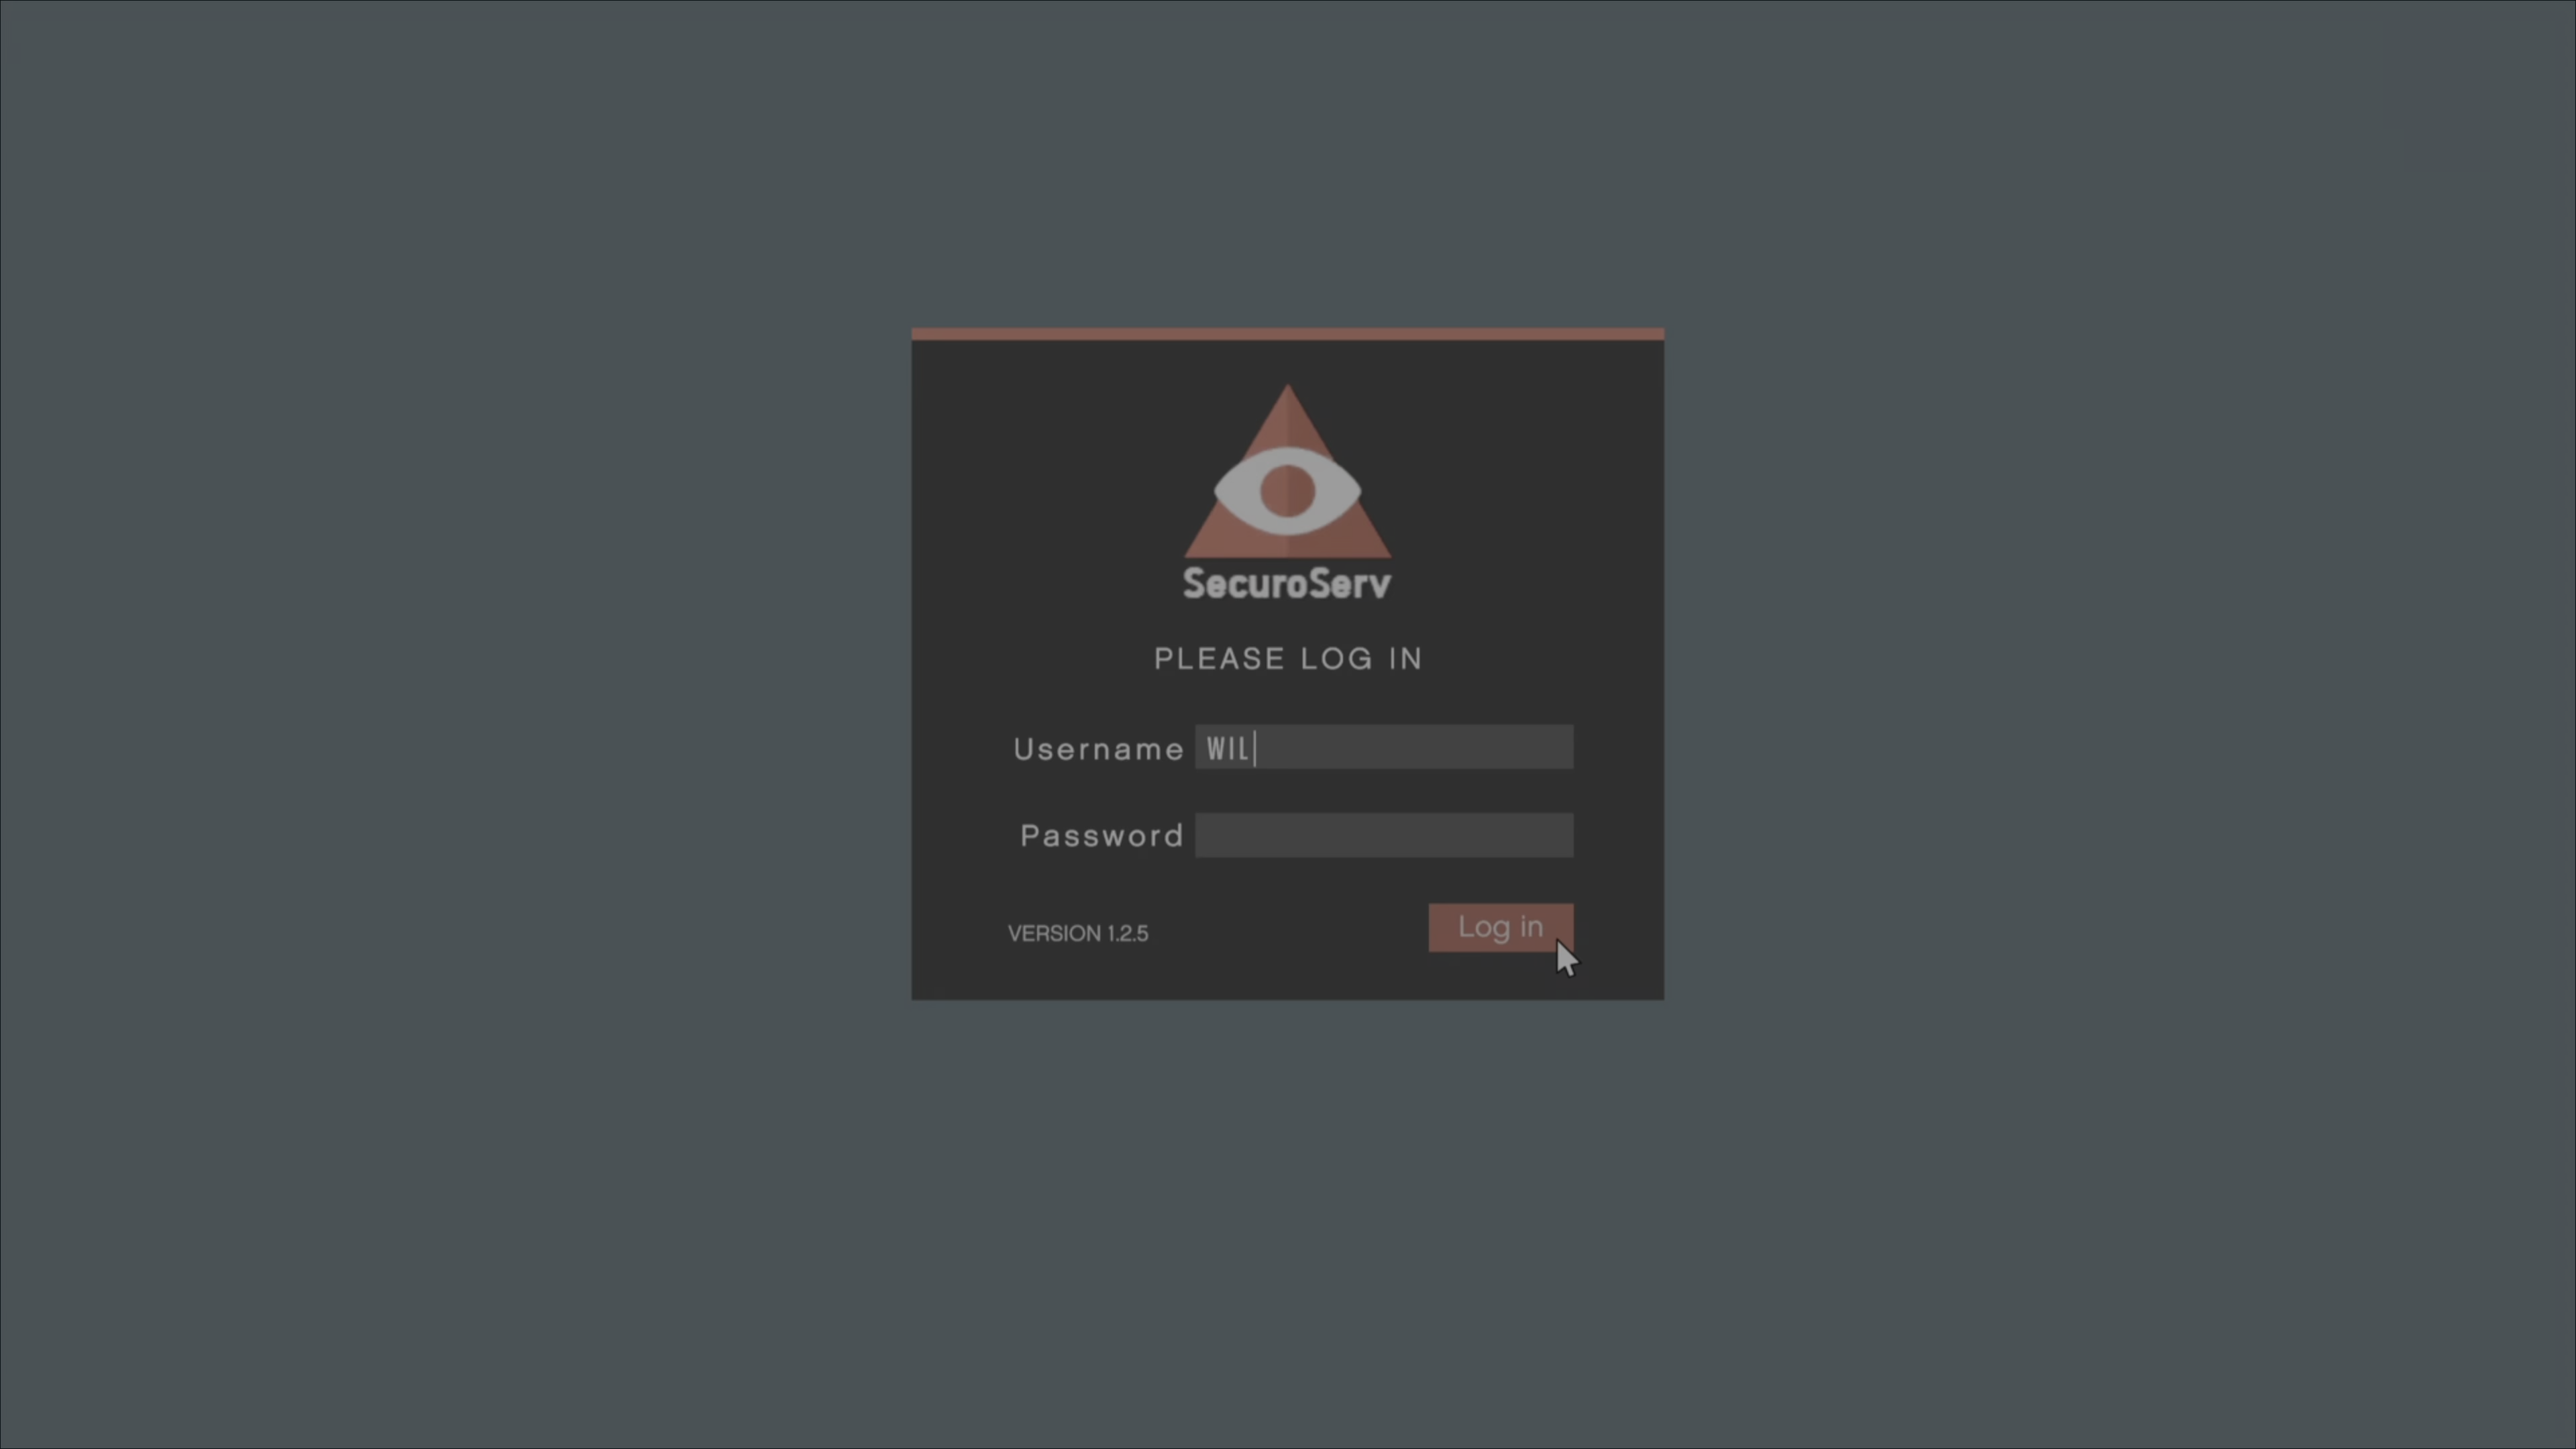 SecuroServ
PLEASE LOG IN
Username WIL
Password
VERSION 1.2.5 Log in